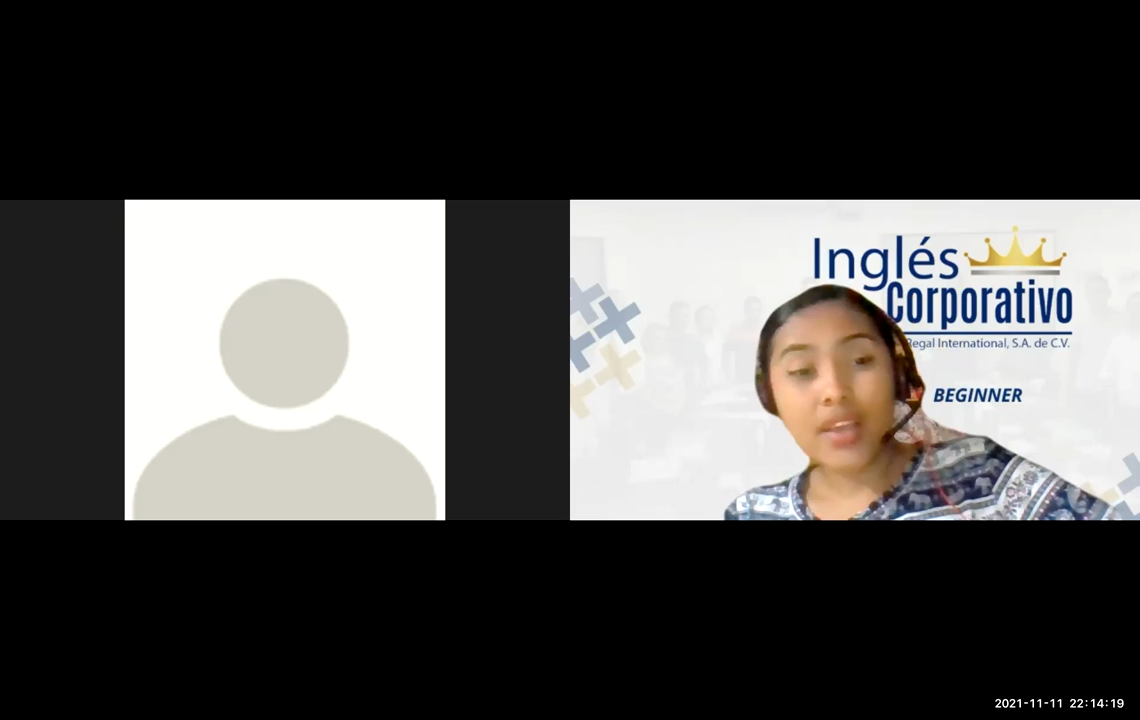 Inglés
Corporativo
Regal International, S.A. de C.V.
BEGINNER
2021-11-11 22:14:19